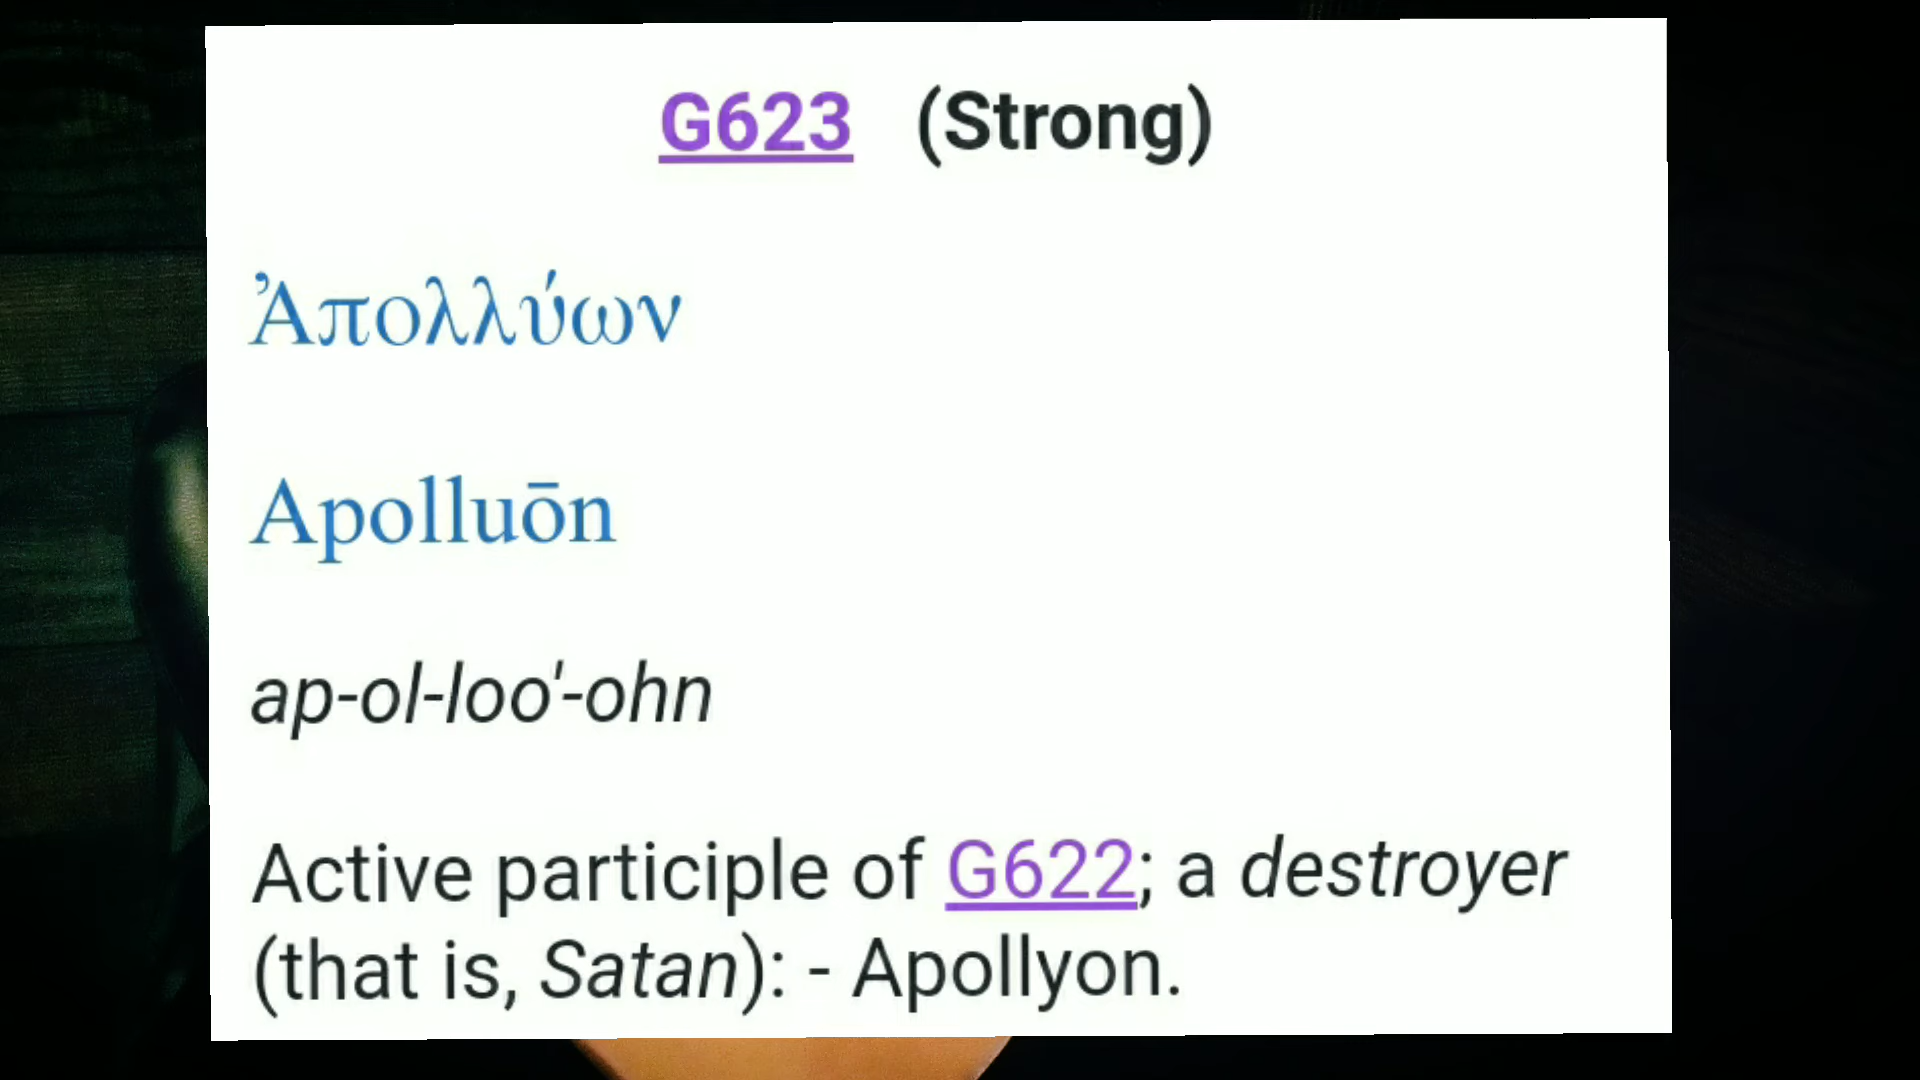 G623 (Strong)
Ἀπολλύων
Apolluōn
ap-ol-loo'-ohn
Active participle of G622; a destroyer
(that is, Satan): - Apollyon.